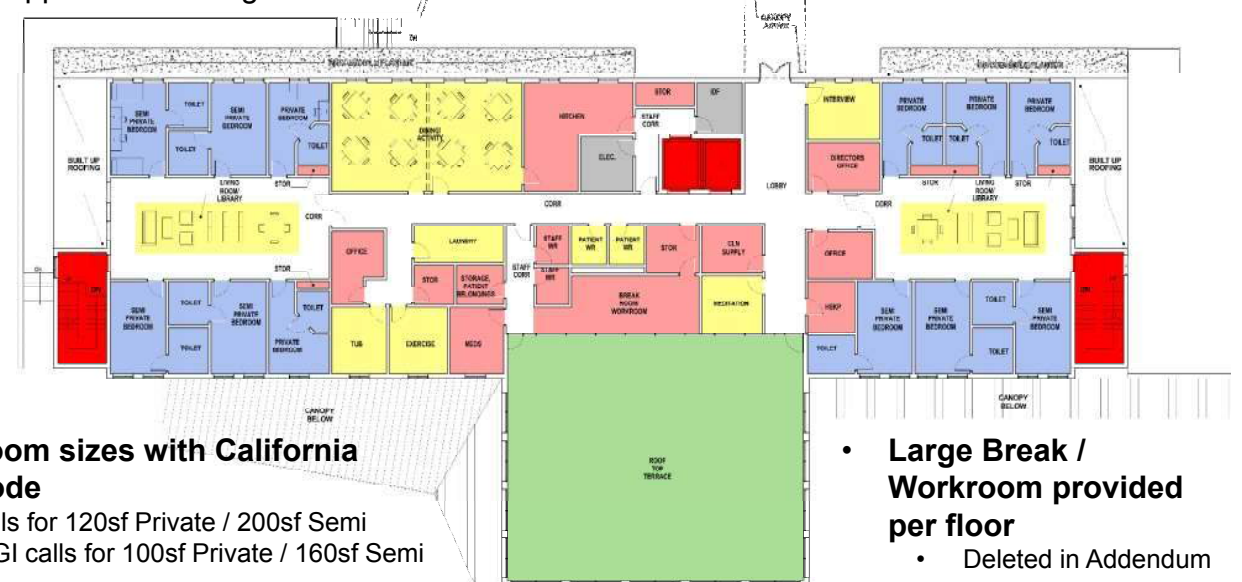 CANOPY
ABOVE
DN
SEMI
PRIVATE
BEDROOM
TOILET
SEMI
PRIVATE
BEDROOM
PRIVATE
BEDROOM
TOILET
TOILET
BUILT UP
ROOFING
LIVING
ROOM/
LIBRARY
STOR
DINING/
ACTIVITY
KITCHEN
STOR
IDF
STAFF
CORR
ELEC.
LOBBY
INTERVIEW
DIRECTORS
OFFICE
PRIVATE
BEDROOM
PRIVATE
BEDROOM
PRIVATE
BEDROOM
TOILET
TOILET
TOILET
STOR
LIVING
ROOM/
LIBRARY
STOR
BUILT UP
ROOFING
CORR
CORR
CORR
STOR
OFFICE
LAUNDRY
STOR
STORAGE,
PATIENT
BELONGINGS
STAFF
CORR
STAFF
WR
STAFF
WR
PATIENT
WR
PATIENT
WR
STOR
CLN
SUPPLY
BREAK
ROOM/
WORKROOM
MEDITATION
OFFICE
HSKP
SEMI
PRIVATE
BEDROOM
TOILET
TOILET
SEMI
PRIVATE
BEDROOM
TOILET
PRIVATE
BEDROOM
TUB
EXERCISE
MEDS
TOILET
SEMI
PRIVATE
BEDROOM
SEMI
PRIVATE
BEDROOM
TOILET
TOILET
SEMI
PRIVATE
BEDROOM
CANOPY
BELOW
CANOPY
BELOW
ROOF
TOP
TERRACE
oom sizes with California
ode
lls for 120sf Private / 200sf Semi
GI calls for 100sf Private / 160sf Semi
• Large Break /
Workroom provided
per floor
• Deleted in Addendum